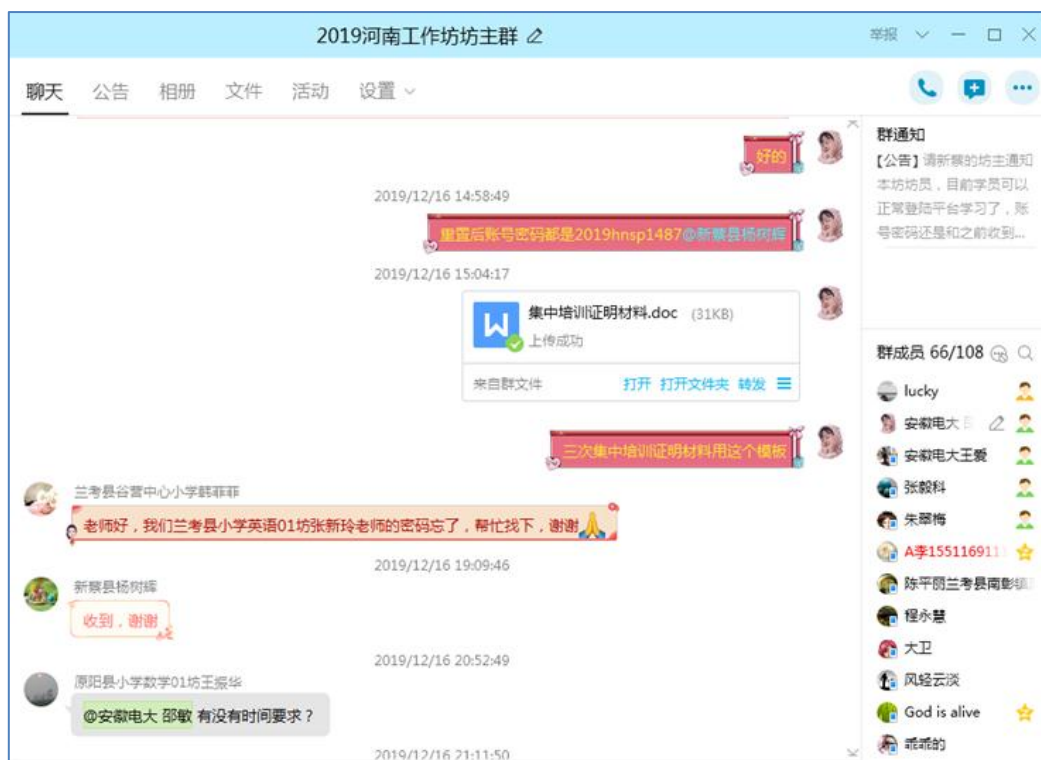 2019河南工作坊坊主群
举报
聊天 公告 相册 文件 活动 设置
好的
2019/12/16 14:58:49
重置后账号密码都是2019hnsp1487@新蔡县杨树辉
2019/12/16 15:04:17
集中培训证明材料.doc (31KB)
上传成功
来自群文件 打开 打开文件夹 转发
三次集中培训证明材料用这个模板
兰考县谷营中心小学韩菲菲
老师好，我们兰考县小学英语01坊张新玲老师的密码忘了，帮忙找下，谢谢
2019/12/16 19:09:46
新蔡县杨树辉
收到，谢谢
2019/12/16 20:52:49
原阳县小学数学01坊王振华
@安徽电大 邵敏 有没有时间要求？
2019/12/16 21:11:50
群通知
【公告】请新蔡的坊主通知
本坊坊员，目前学员可以
正常登陆平台学习了，账
号密码还是和之前收到...
群成员 66/108
lucky
安徽电大
安徽电大王爱
张毅科
朱翠梅
A李155116911
陈平丽兰考县南彰镇
程永慧
大卫
风轻云淡
God is alive
乖乖的